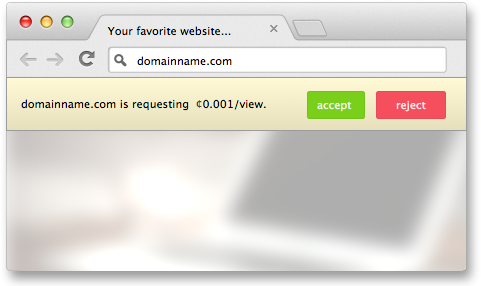 Your favorite website...
domainname.com
domainname.com is requesting ¢0.001/view.
accept
reject